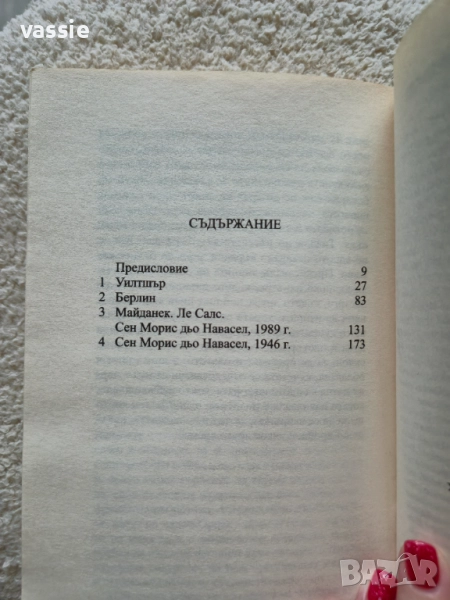 vassie
СЪДЪРЖАНИЕ
Предисловие 9
1 Уилтшър 27
2 Берлин 83
3 Майданек. Ле Салс.
Сен Морис дьо Навасел, 1989 г. 131
4 Сен Морис дьо Навасел, 1946 г. 173
BAZAR